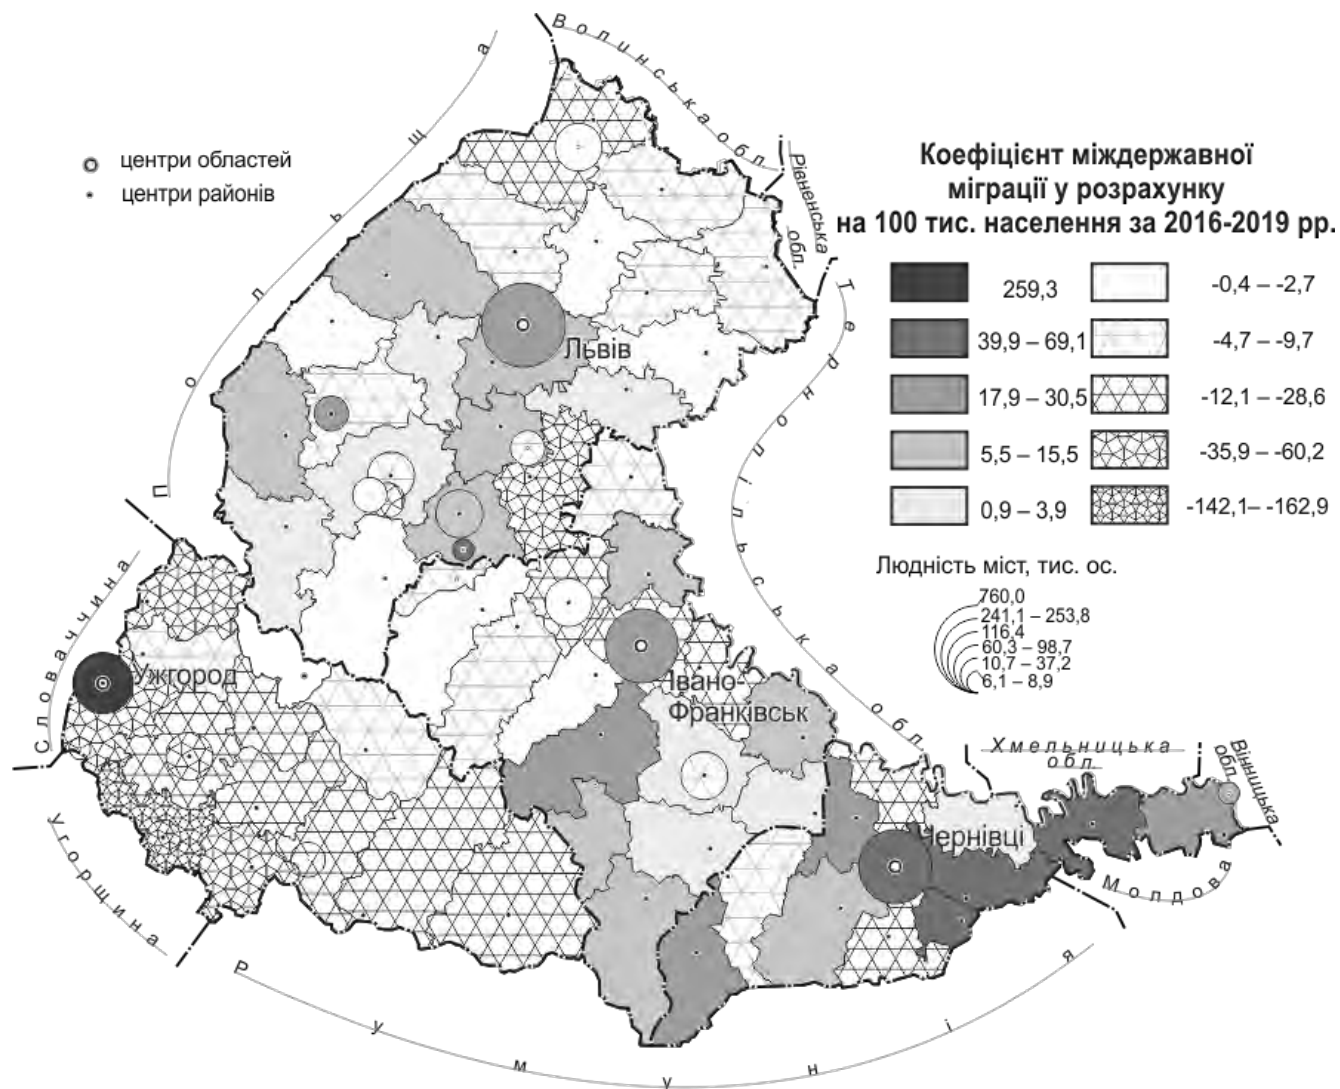 Польща
Волинська обл.
Рівненська
обл.
Тернопільська обл.
центри областей
центри районів
Коефіцієнт міждержавної
міграції у розрахунку
на 100 тис. населення за 2016-2019 рр.
259,3
-0,4 – -2,7
39,9 – 69,1
-4,7 – -9,7
17,9 – 30,5
-12,1 – -28,6
5,5 – 15,5
-35,9 – -60,2
0,9 – 3,9
-142,1– -162,9
Людність міст, тис. ос.
760,0
241,1 – 253,8
116,4
60,3 – 98,7
10,7 – 37,2
6,1 – 8,9
Львів
Словаччина
Ужгород
Івано-
Франківськ
Хмельницька
обл.
Вінницька
обл.
Чернівці
Молдова
Угорщина
Румунія